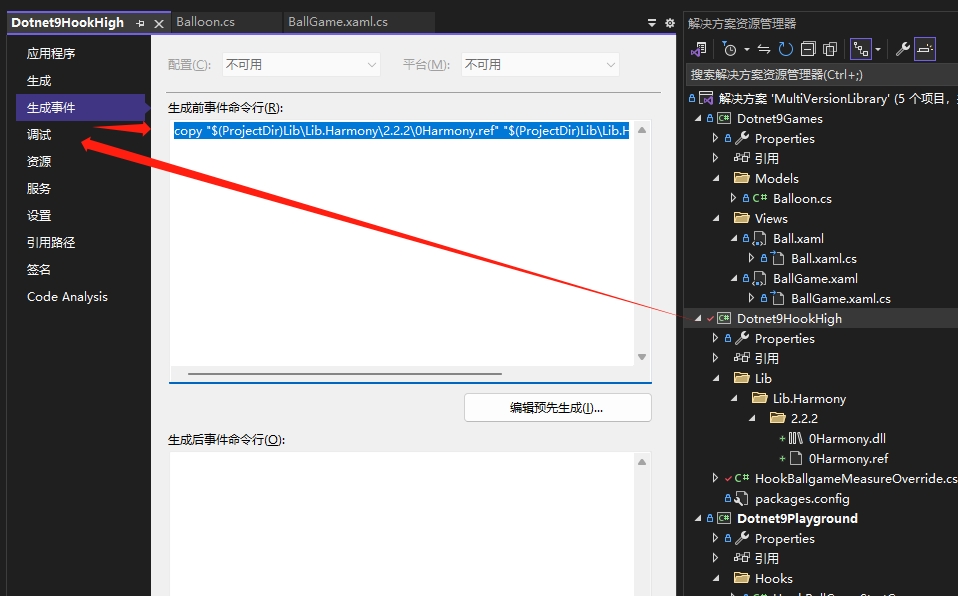 Dotnet9HookHigh
Balloon.cs
BallGame.xaml.cs
应用程序
生成
生成事件
调试
资源
服务
设置
引用路径
签名
Code Analysis
配置(C):
不可用
平台(M):
不可用
生成前事件命令行(R):
copy "$(ProjectDir)Lib\Lib.Harmony\2.2.2\0Harmony.ref" "$(ProjectDir)Lib\Lib.H
编辑预先生成(I)...
生成后事件命令行(O):
解决方案资源管理器
搜索解决方案资源管理器(Ctrl+;)
解决方案 'MultiVersionLibrary' (5 个项目,
Dotnet9Games
Properties
引用
Models
Balloon.cs
Views
Ball.xaml
Ball.xaml.cs
BallGame.xaml
BallGame.xaml.cs
Dotnet9HookHigh
Properties
引用
Lib
Lib.Harmony
2.2.2
0Harmony.dll
0Harmony.ref
HookBallgameMeasureOverride.cs
packages.config
Dotnet9Playground
Properties
引用
Hooks